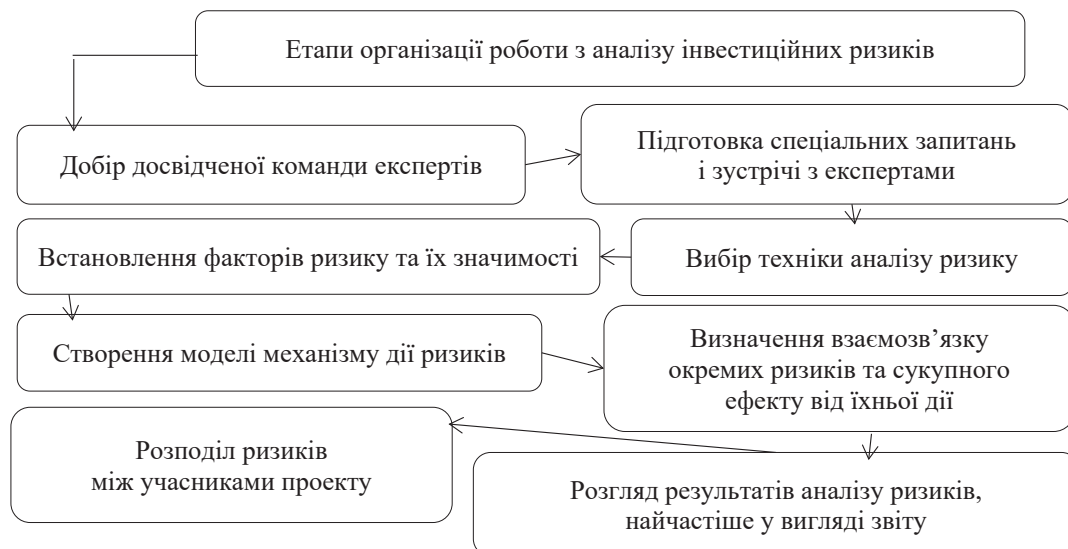 Етапи організації роботи з аналізу інвестиційних ризиків
Добір досвідченої команди експертів
Підготовка спеціальних запитань
і зустрічі з експертами
Вибір техніки аналізу ризику
Встановлення факторів ризику та їх значимості
Створення моделі механізму дії ризиків
Визначення взаємозв’язку
окремих ризиків та сукупного
ефекту від їхньої дії
Розгляд результатів аналізу ризиків,
найчастіше у вигляді звіту
Розподіл ризиків
між учасниками проекту